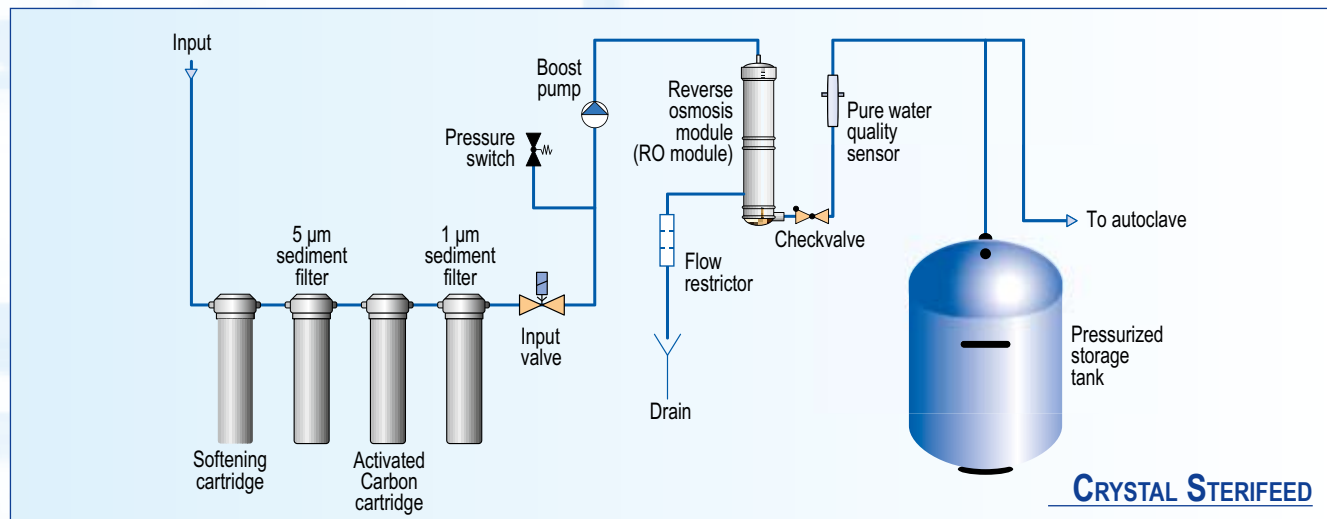 Input
Boost
pump
Pressure
switch
Reverse
osmosis
module
(RO module)
Pure water
quality
sensor
5 µm
sediment
filter
1 µm
sediment
filter
Input
valve
Flow
restrictor
Checkvalve
To autoclave
Pressurized
storage
tank
Drain
Softening
cartridge
Activated
Carbon
cartridge
CRYSTAL STERIFEED